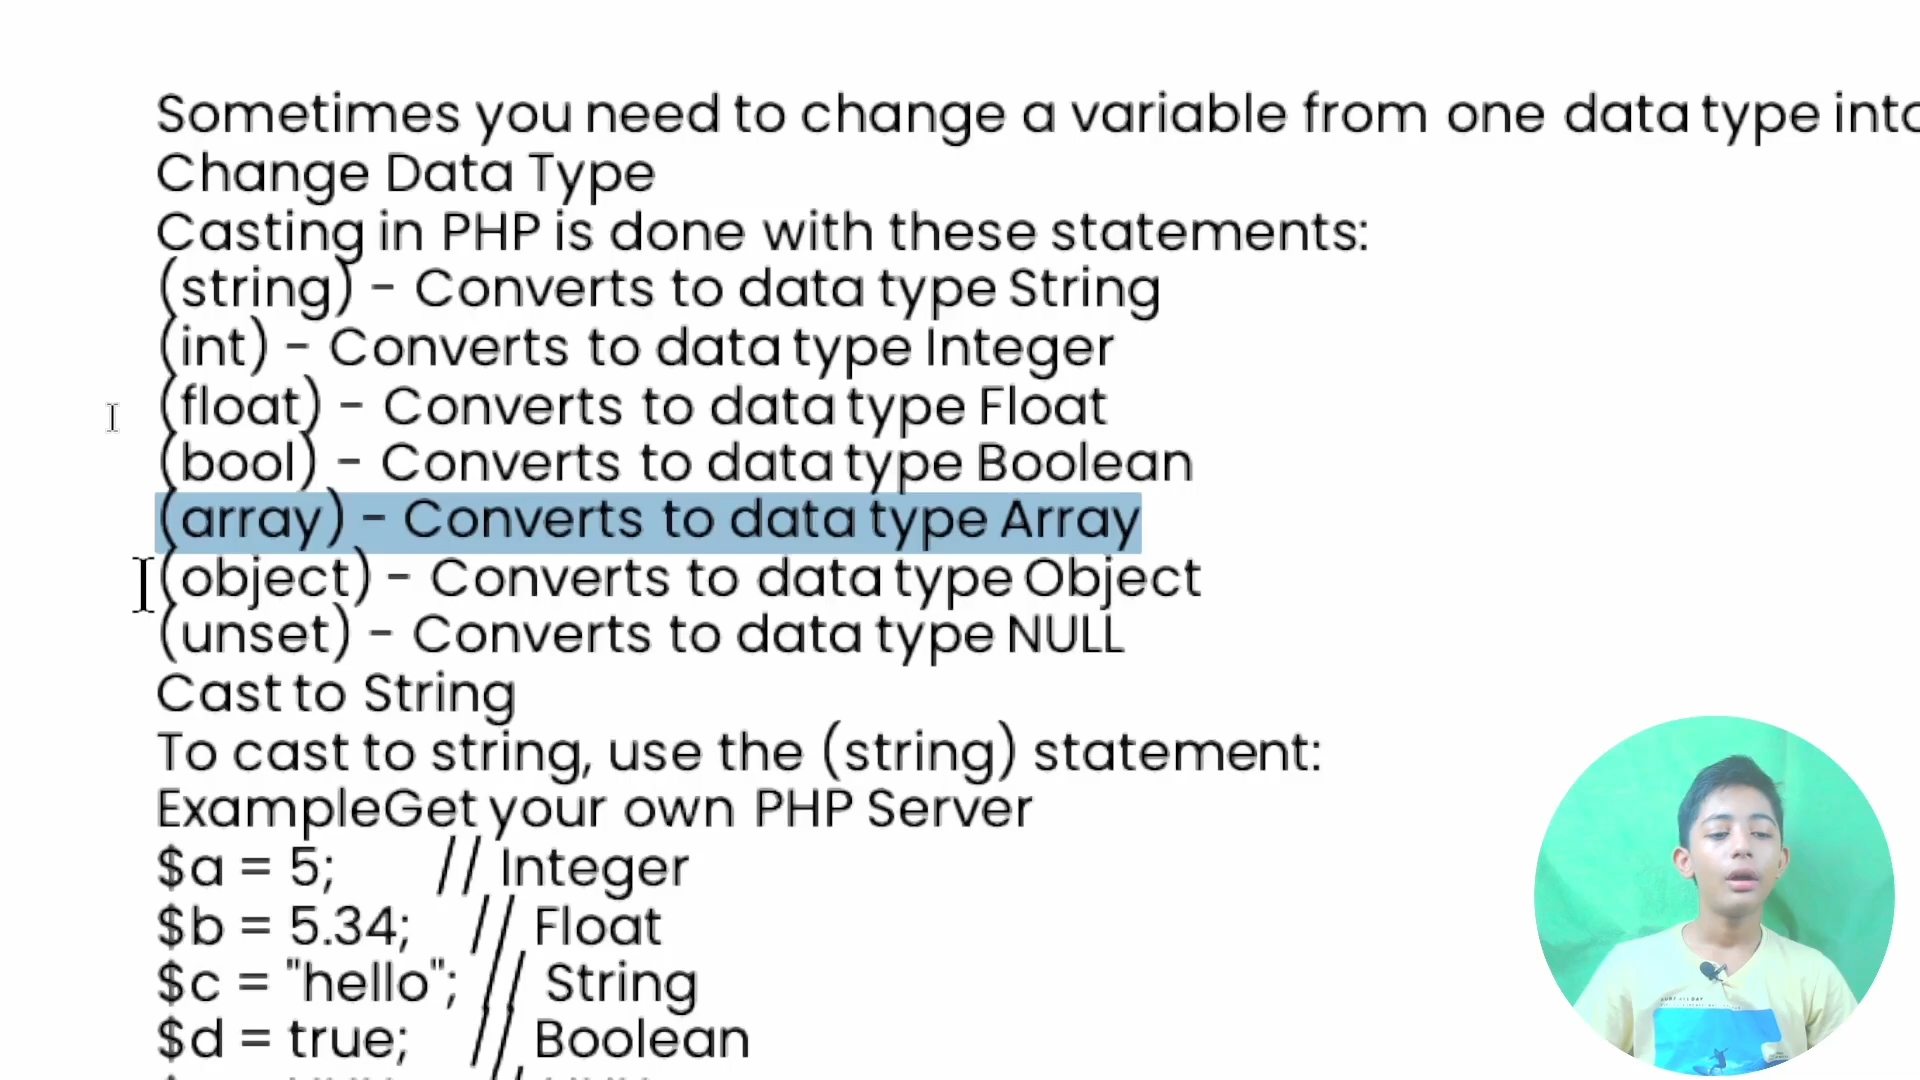 Sometimes you need to change a variable from one data type into
Change Data Type
Casting in PHP is done with these statements:
(string) - Converts to data type String
(int) - Converts to data type Integer
(float) - Converts to data type Float
(bool) - Converts to data type Boolean
(array) - Converts to data type Array
(object) - Converts to data type Object
(unset) - Converts to data type NULL
Cast to String
To cast to string, use the (string) statement:
ExampleGet your own PHP Server
$a = 5; // Integer
$b = 5.34; // Float
$c = "hello"; // String
$d = true; // Boolean